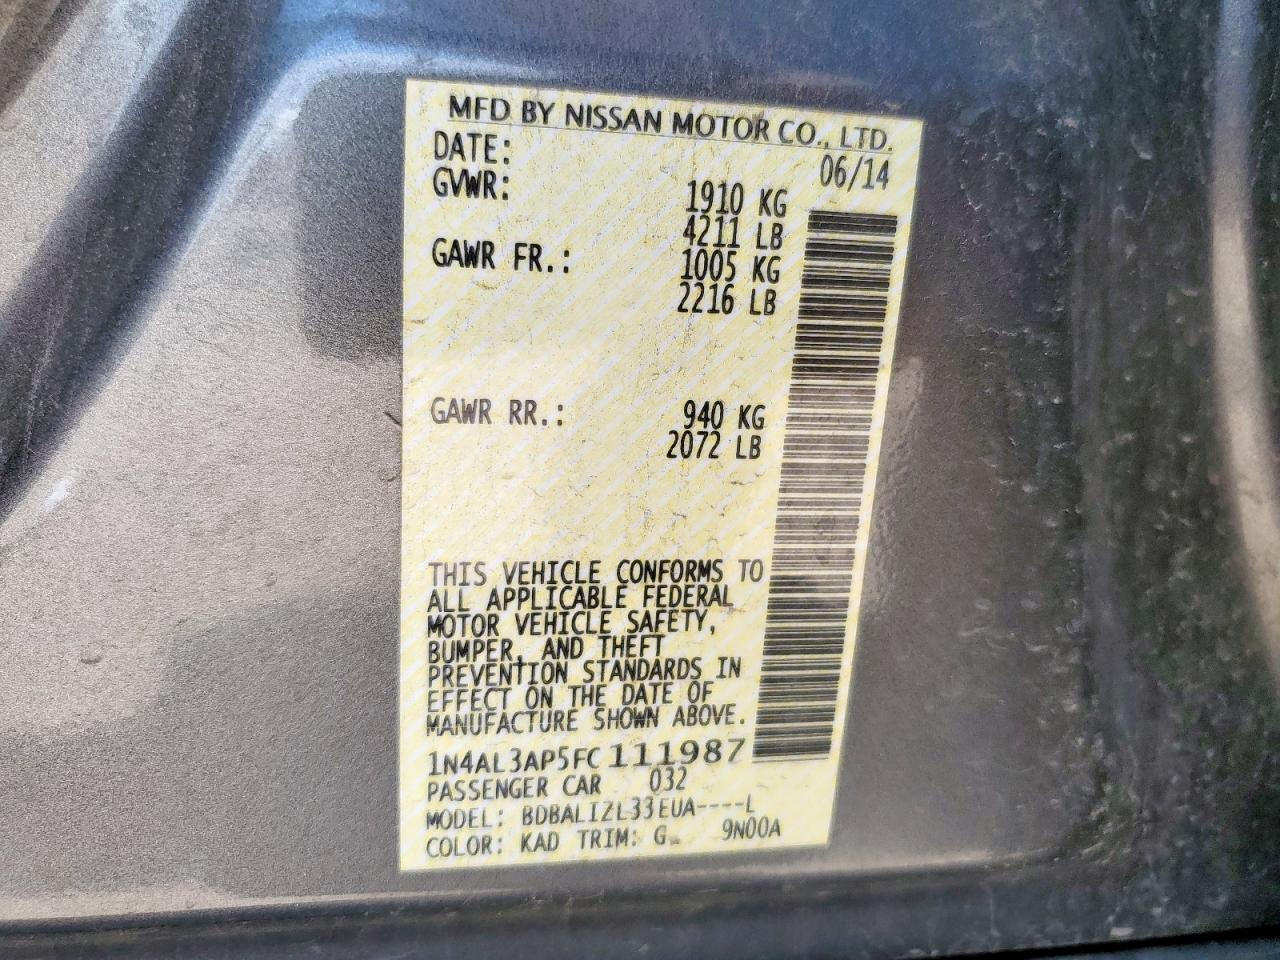 MFD BY NISSAN MOTOR CO., LTD.
DATE: 06/14
GVWR: 1910 KG
4211 LB
GAWR FR.: 1005 KG
2216 LB
GAWR RR.: 940 KG
2072 LB
THIS VEHICLE CONFORMS TO
ALL APPLICABLE FEDERAL
MOTOR VEHICLE SAFETY,
BUMPER, AND THEFT
PREVENTION STANDARDS IN
EFFECT ON THE DATE OF
MANUFACTURE SHOWN ABOVE.
1N4AL3AP5FC111987
PASSENGER CAR 032
MODEL: BDBALIZL33EUA----L
COLOR: KAD TRIM: G 9N00A